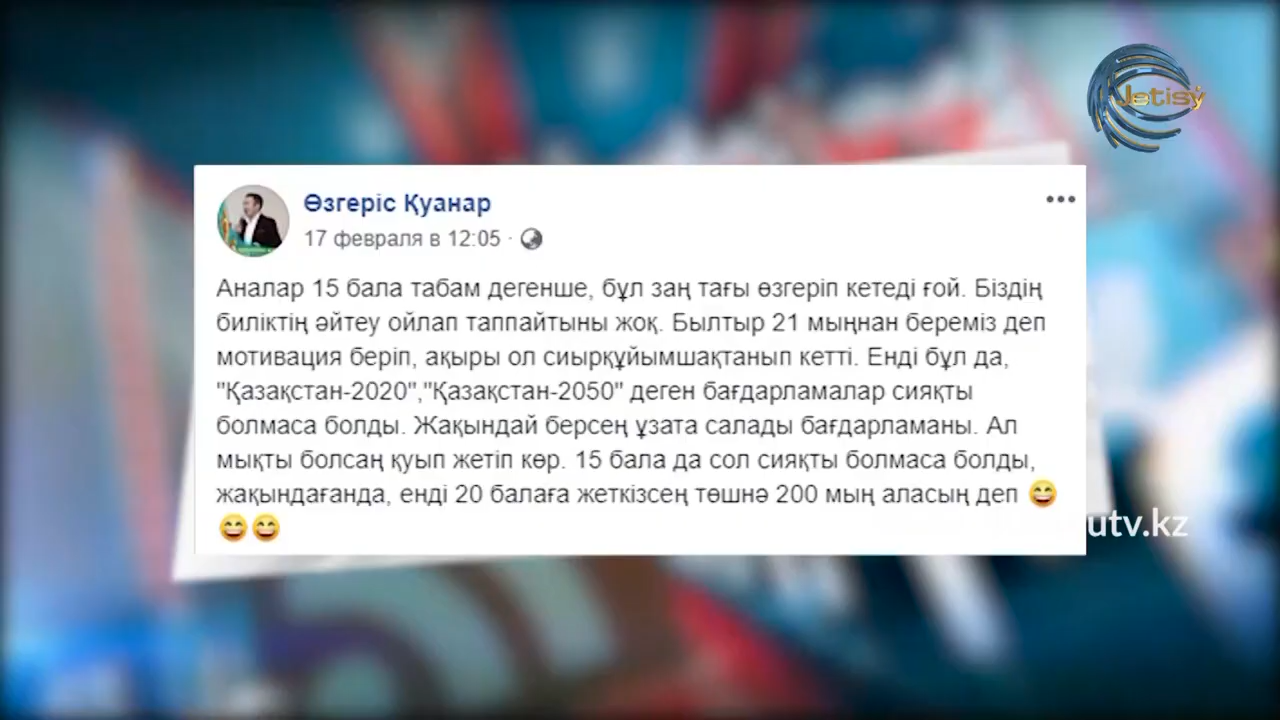 Jetisý
Өзгеріс Қуанар
17 февраля в 12:05 ·
Аналар 15 бала табам дегенше, бұл заң тағы өзгеріп кетеді ғой. Біздің
биліктің әйтеу ойлап таппайтыны жоқ. Былтыр 21 мыңнан береміз деп
мотивация беріп, ақыры ол сиырқұйымшақтанып кетті. Енді бұл да,
"Қазақстан-2020","Қазақстан-2050" деген бағдарламалар сияқты
болмаса болды. Жақындай берсең ұзата салады бағдарламаны. Ал
мықты болсаң қуып жетіп көр. 15 бала да сол сияқты болмаса болды,
жақындағанда, енді 20 балаға жеткізсең төшнә 200 мың аласың деп 😄
😄😄
utv.kz